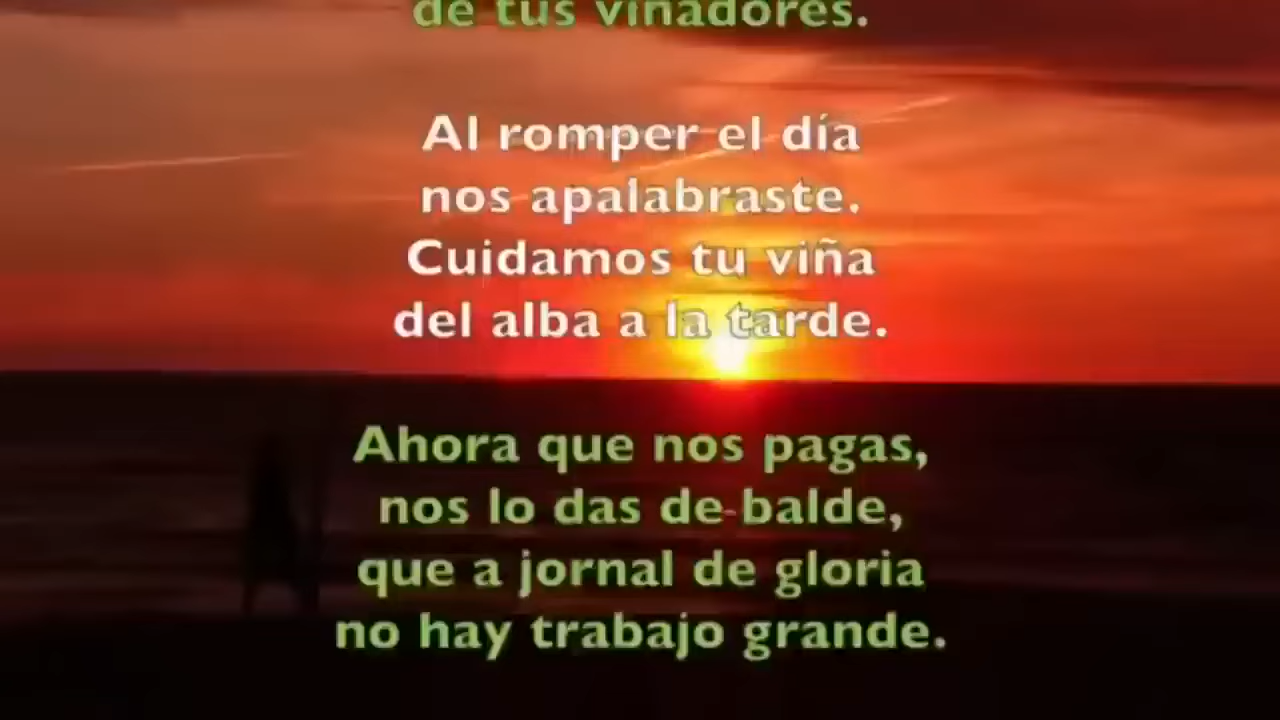 de tus viñadores.
Al romper el día
nos apalabraste.
Cuidamos tu viña
del alba a la tarde.
Ahora que nos pagas,
nos lo das de balde,
que a jornal de gloria
no hay trabajo grande.